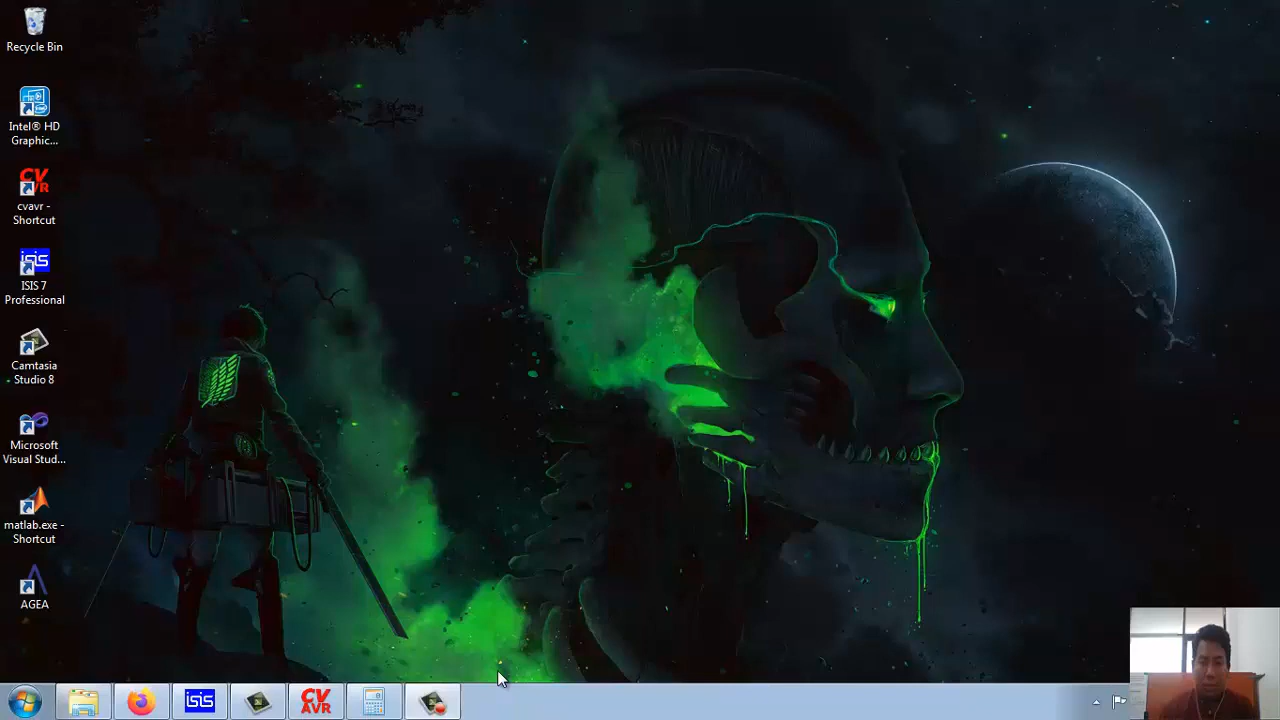 Recycle Bin
Intel® HD
Graphic...
CV
AVR
cvavr -
Shortcut
isis
ISIS 7
Professional
Camtasia
Studio 8
Microsoft
Visual Stud...
matlab.exe -
Shortcut
AGEA
isis
CV
AVR